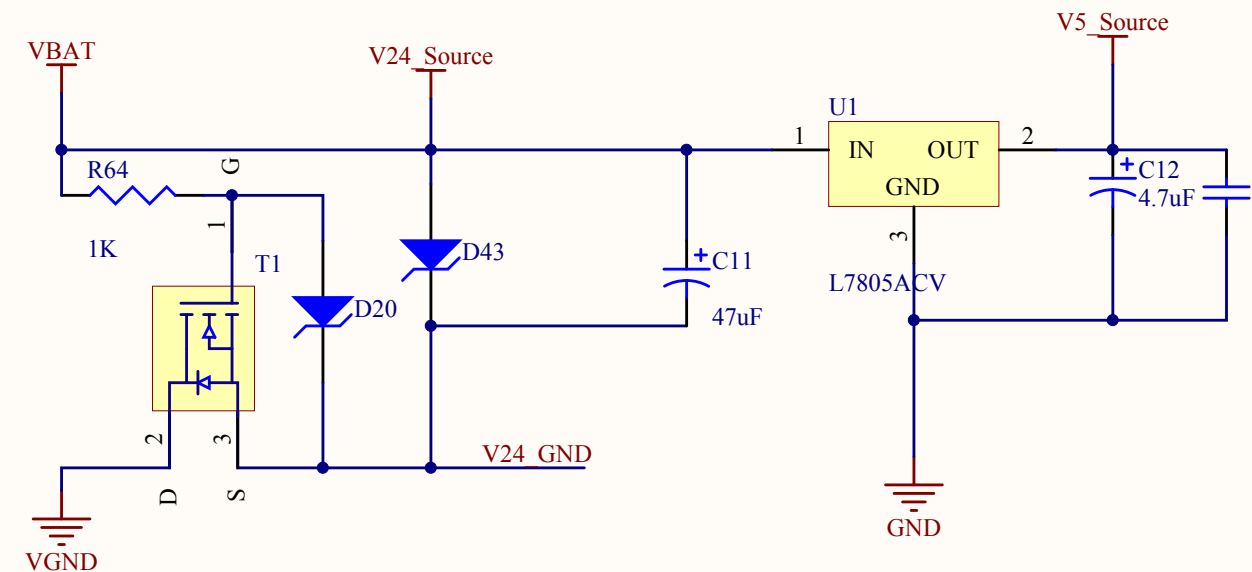 V5_Source
VBAT
V24_Source
U1
1
IN
OUT
2
GND
R64
G
C12
4.7uF
1
1K
T1
3
D43
C11
L7805ACV
D20
47uF
2
3
V24_GND
D
S
GND
VGND